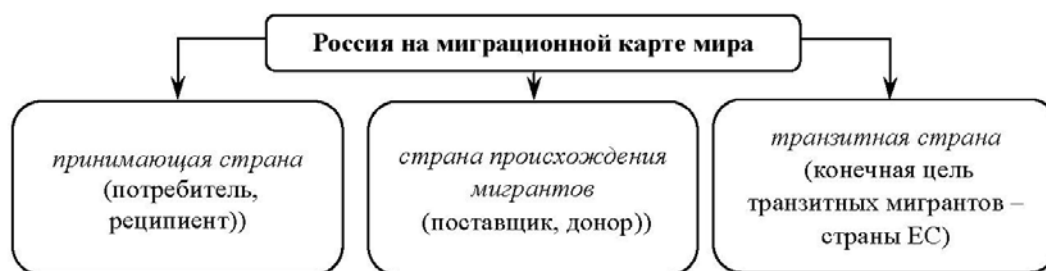 Россия на миграционной карте мира
принимающая страна
(потребитель,
реципиент))
страна происхождения
мигрантов
(поставщик, донор))
транзитная страна
(конечная цель
транзитных мигрантов –
страны ЕС)